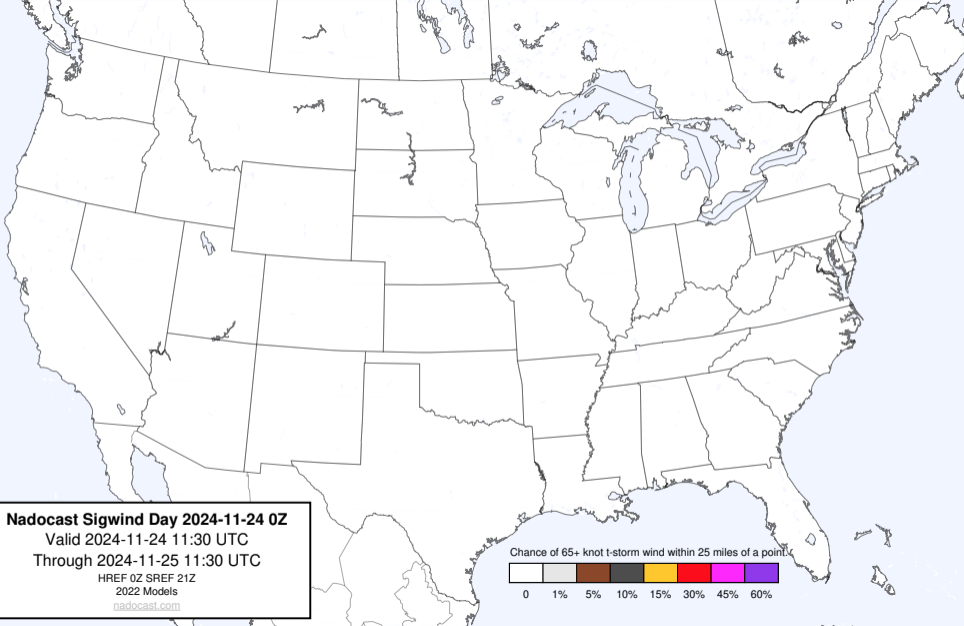 Nadocast Sigwind Day 2024-11-24 0Z
Valid 2024-11-24 11:30 UTC
Through 2024-11-25 11:30 UTC
HREF 0Z SREF 21Z
2022 Models
nadocast.com
Chance of 65+ knot t-storm wind within 25 miles of a point.
0 1% 5% 10% 15% 30% 45% 60%